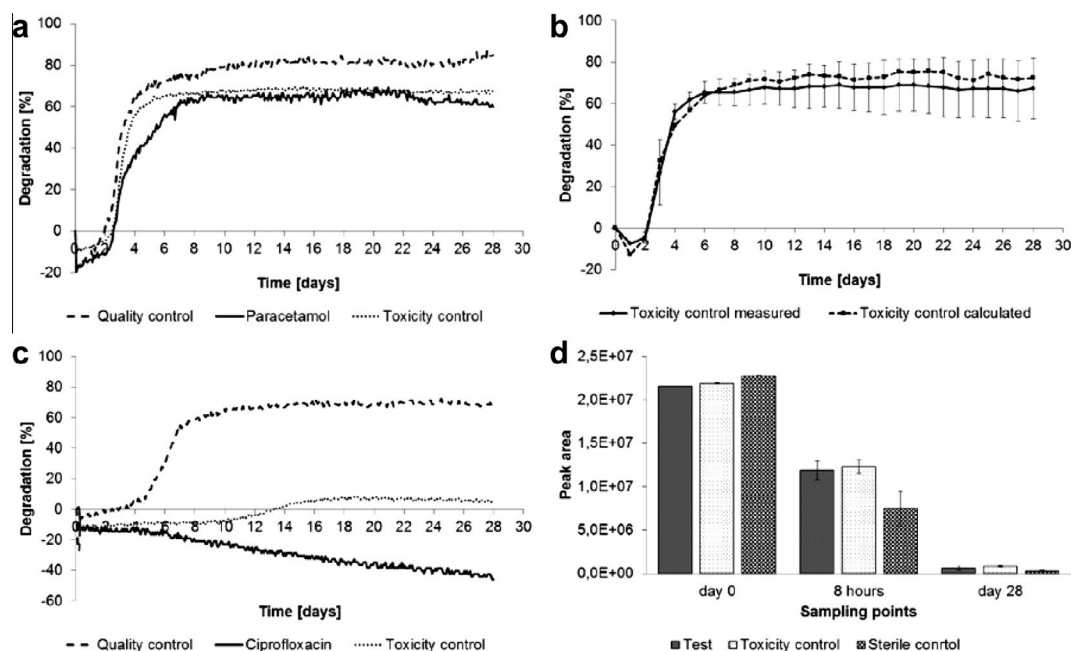 a
100
80
60
40
20
0
-20
Degradation [%]
0 2 4 6 8 10 12 14 16 18 20 22 24 26 28 30
Time [days]
Quality control Paracetamol Toxicity control
b
100
80
60
40
20
0
-20
Degradation [%]
0 2 4 6 8 10 12 14 16 18 20 22 24 26 28 30
Time [days]
Toxicity control measured Toxicity control calculated
c
100
80
60
40
20
0
-20
-40
-60
Degradation [%]
0 2 4 6 8 10 12 14 16 18 20 22 24 26 28 30
Time [days]
Quality control Ciprofloxacin Toxicity control
d
2,5E+07
2,0E+07
1,5E+07
1,0E+07
5,0E+06
0,0E+00
Peak area
day 0 8 hours day 28
Sampling points
Test Toxicity control Sterile conrtol